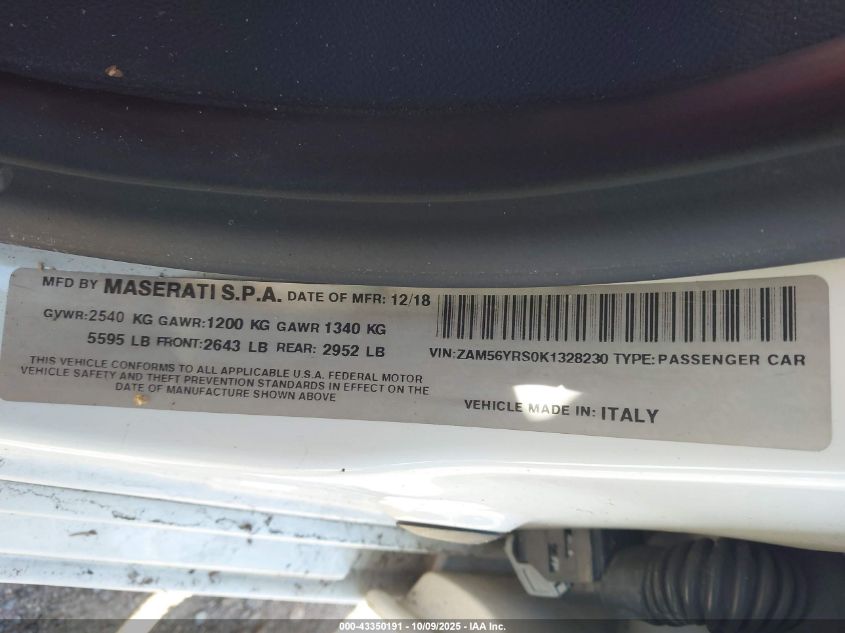 MFD BY MASERATI S.P.A. DATE OF MFR: 12/18
GVWR:2540 KG GAWR:1200 KG GAWR 1340 KG
5595 LB FRONT:2643 LB REAR: 2952 LB
THIS VEHICLE CONFORMS TO ALL APPLICABLE U.S.A. FEDERAL MOTOR
VEHICLE SAFETY AND THEFT PREVENTION STANDARDS IN EFFECT ON THE
DATE OF MANUFACTURE SHOWN ABOVE
VIN:ZAM56YRS0K1328230 TYPE:PASSENGER CAR
VEHICLE MADE IN: ITALY
000-43350191 - 10/09/2025 - IAA Inc.